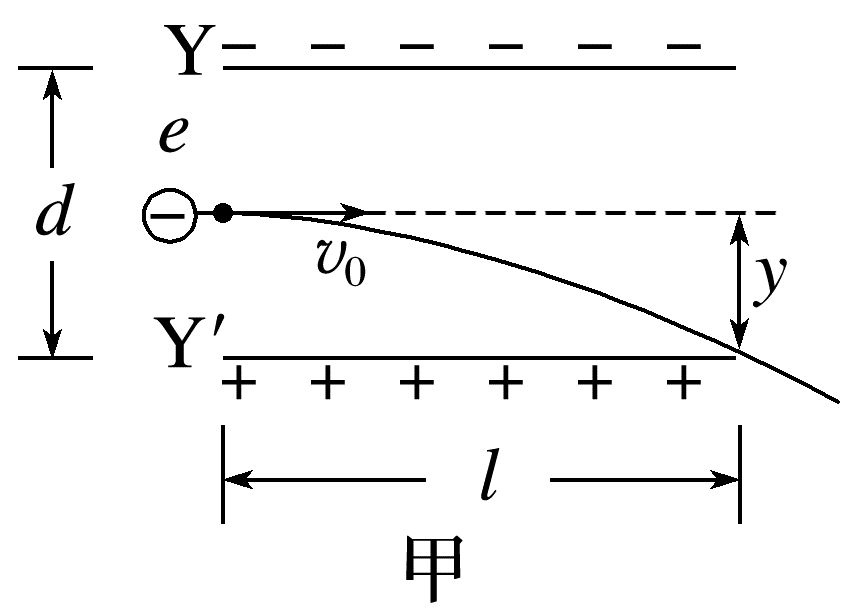 Y − − − − − −
e
d
−
v₀
y
Y′
+ + + + + +
l
甲